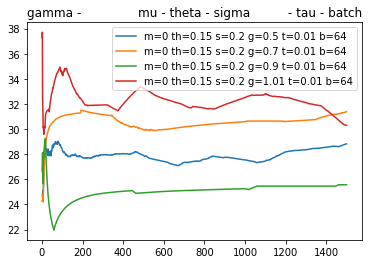 gamma - mu - theta - sigma - tau - batch
m=0 th=0.15 s=0.2 g=0.5 t=0.01 b=64
m=0 th=0.15 s=0.2 g=0.7 t=0.01 b=64
m=0 th=0.15 s=0.2 g=0.9 t=0.01 b=64
m=0 th=0.15 s=0.2 g=1.01 t=0.01 b=64
38
36
34
32
30
28
26
24
22
0 200 400 600 800 1000 1200 1400